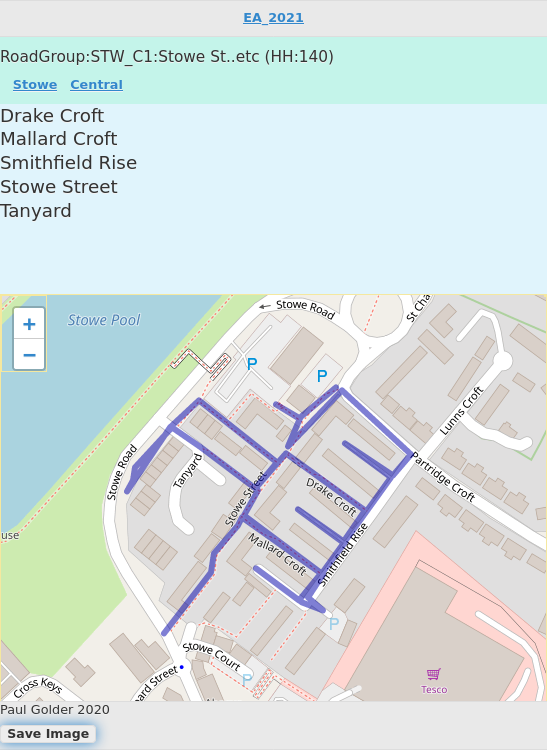 EA_2021
RoadGroup:STW_C1:Stowe St..etc (HH:140)
Stowe Central
Drake Croft
Mallard Croft
Smithfield Rise
Stowe Street
Tanyard
+
−
Stowe Pool
← Stowe Road
St Cha
P
P
Lunns Croft
Stowe Road
Tanyard
Partridge Croft
Stowe Street
Drake Croft
use
Smithfield Rise
Mallard Croft
P
Stowe Court
P
Cross Keys
ard Street
Tesco
Paul Golder 2020
Save Image